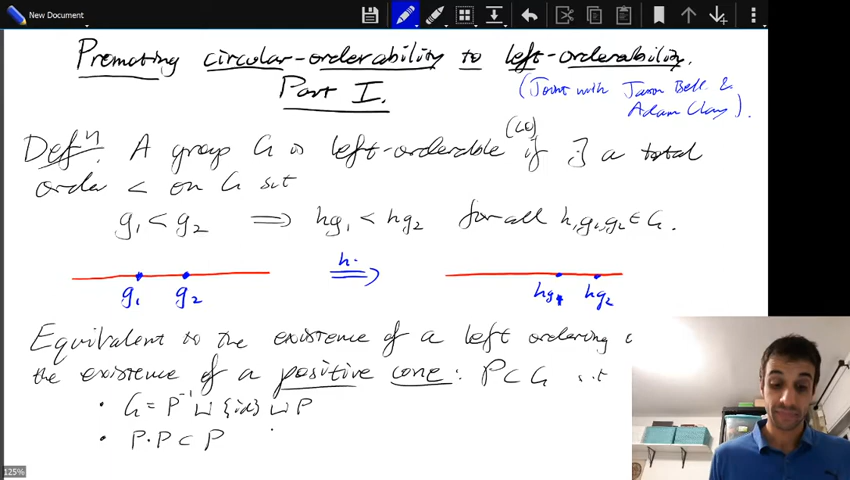 New Document
Promoting circular-orderability to left-orderability.
Part I.
(Joint with Jason Bell &
Adam Clay).
(LO)
Def'n: A group G is left-orderable if ∃ a total
order < on G s.t
g₁ < g₂ ⟹ hg₁ < hg₂ for all h, g₁, g₂ ∈ G.
h·
g₁ g₂ hg₁ hg₂
Equivalent to the existence of a left ordering
the existence of a positive cone: P ⊂ G s.t
• G = P⁻¹ ⊔ {id} ⊔ P
• P·P ⊂ P
125%